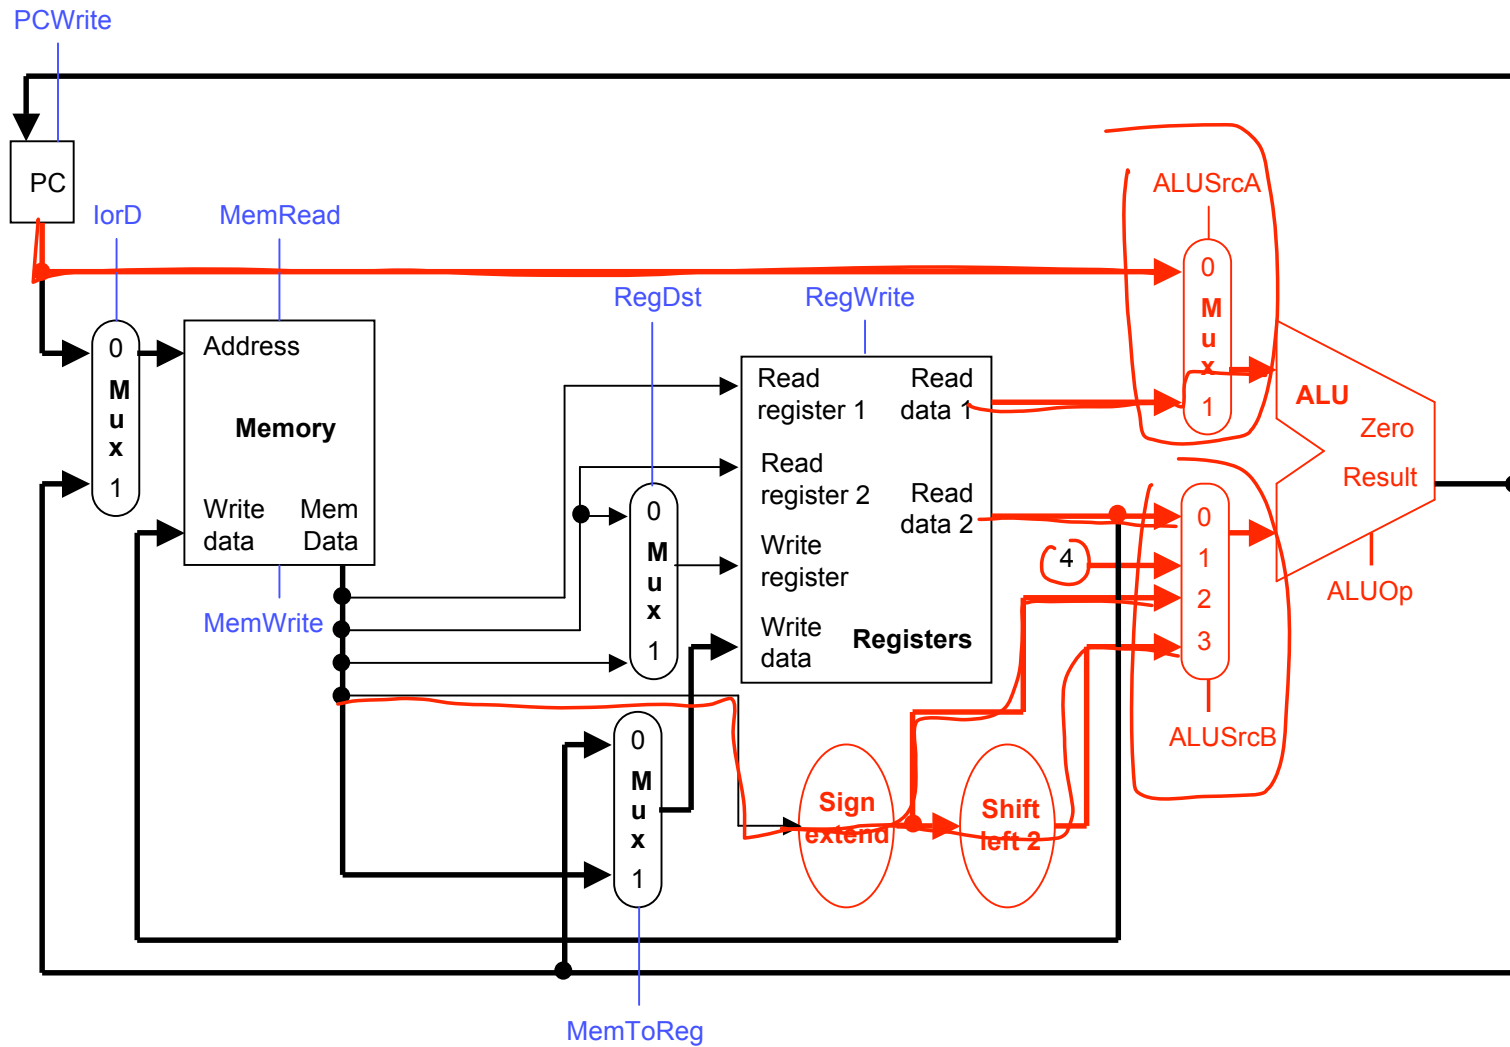 PCWrite
PC
IorD
MemRead
ALUSrcA
RegDst
RegWrite
0
M
u
x
1
Address
Memory
Write
data
Mem
Data
MemWrite
0
M
u
x
1
Read
register 1
Read
data 1
Read
register 2
Read
data 2
Write
register
Write
data
Registers
0
M
u
x
1
ALU
Zero
Result
ALUOp
4
0
1
2
3
ALUSrcB
0
M
u
x
1
MemToReg
Sign
extend
Shift
left 2